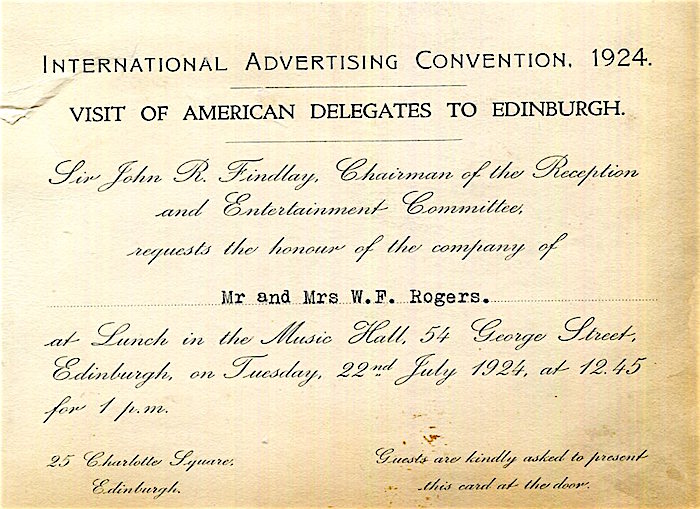 INTERNATIONAL ADVERTISING CONVENTION, 1924.
VISIT OF AMERICAN DELEGATES TO EDINBURGH.
Sir John R. Findlay, Chairman of the Reception
and Entertainment Committee,
requests the honour of the company of
Mr and Mrs W.F. Rogers.
at Lunch in the Music Hall, 54 George Street,
Edinburgh, on Tuesday, 22nd July 1924, at 12.45
for 1 p.m.
25 Charlotte Square,
Edinburgh.
Guests are kindly asked to present
this card at the door.